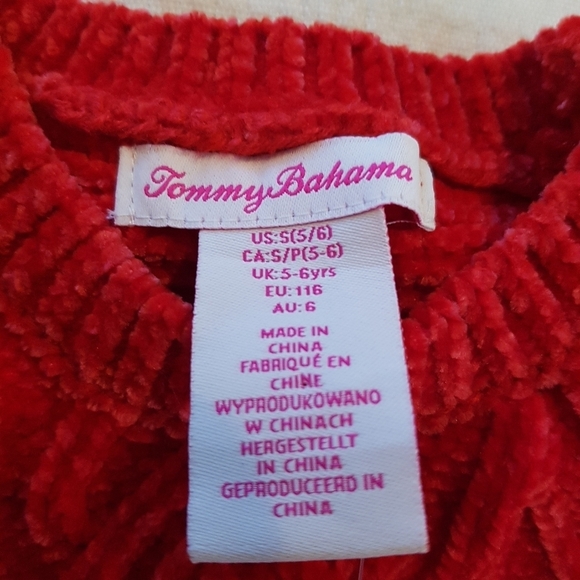 Tommy Bahama
US:S(5/6)
CA:S/P(5-6)
UK:5-6yrs
EU:116
AU:6
MADE IN
CHINA
FABRIQUÉ EN
CHINE
WYPRODUKOWANO
W CHINACH
HERGESTELLT
IN CHINA
GEPRODUCEERD IN
CHINA